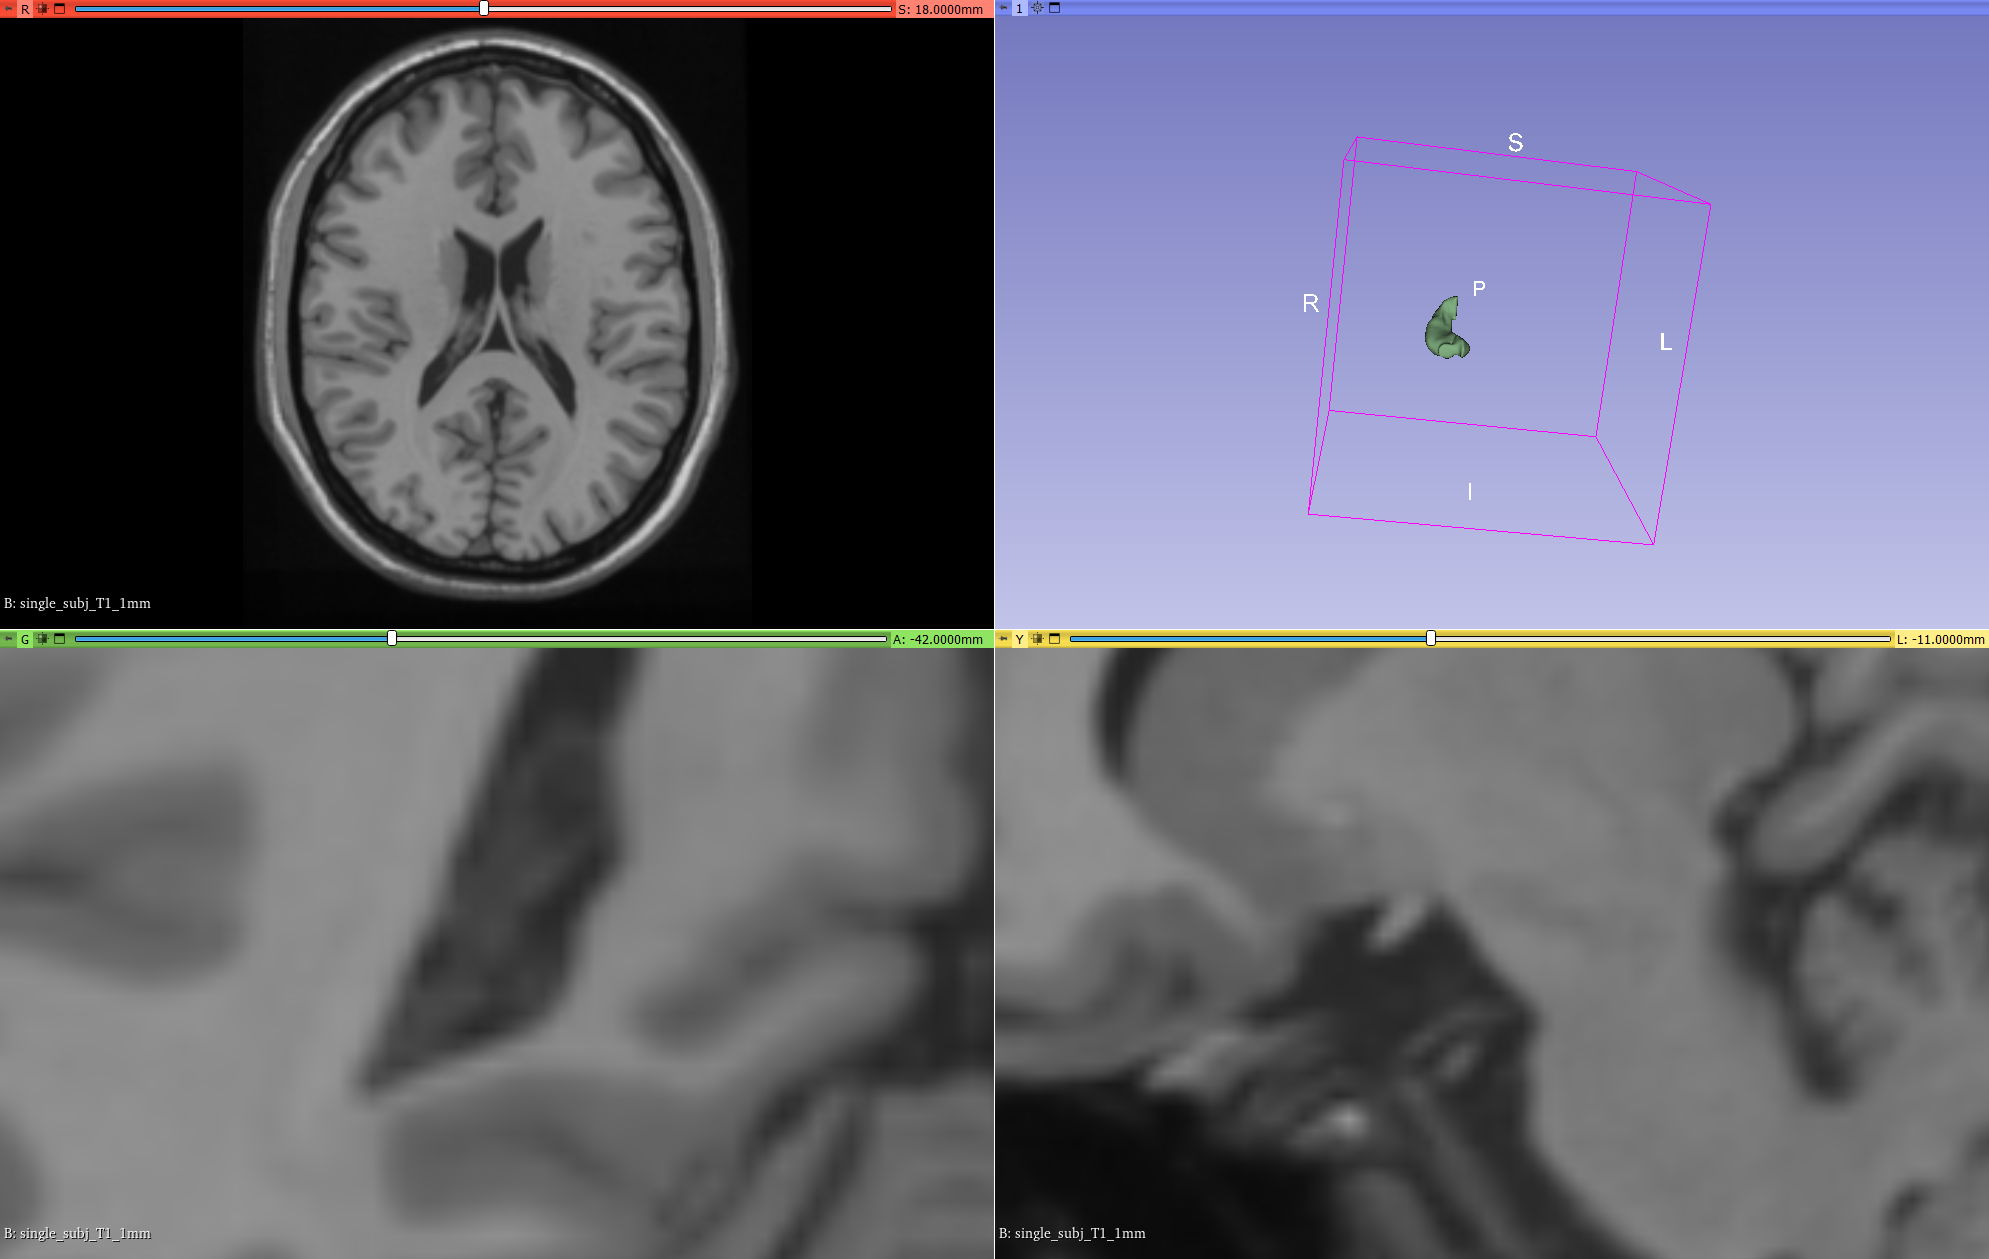 R
S: 18.0000mm
1
S
P
R
L
I
B: single_subj_T1_1mm
G
A: -42.0000mm
Y
L: -11.0000mm
B: single_subj_T1_1mm
B: single_subj_T1_1mm